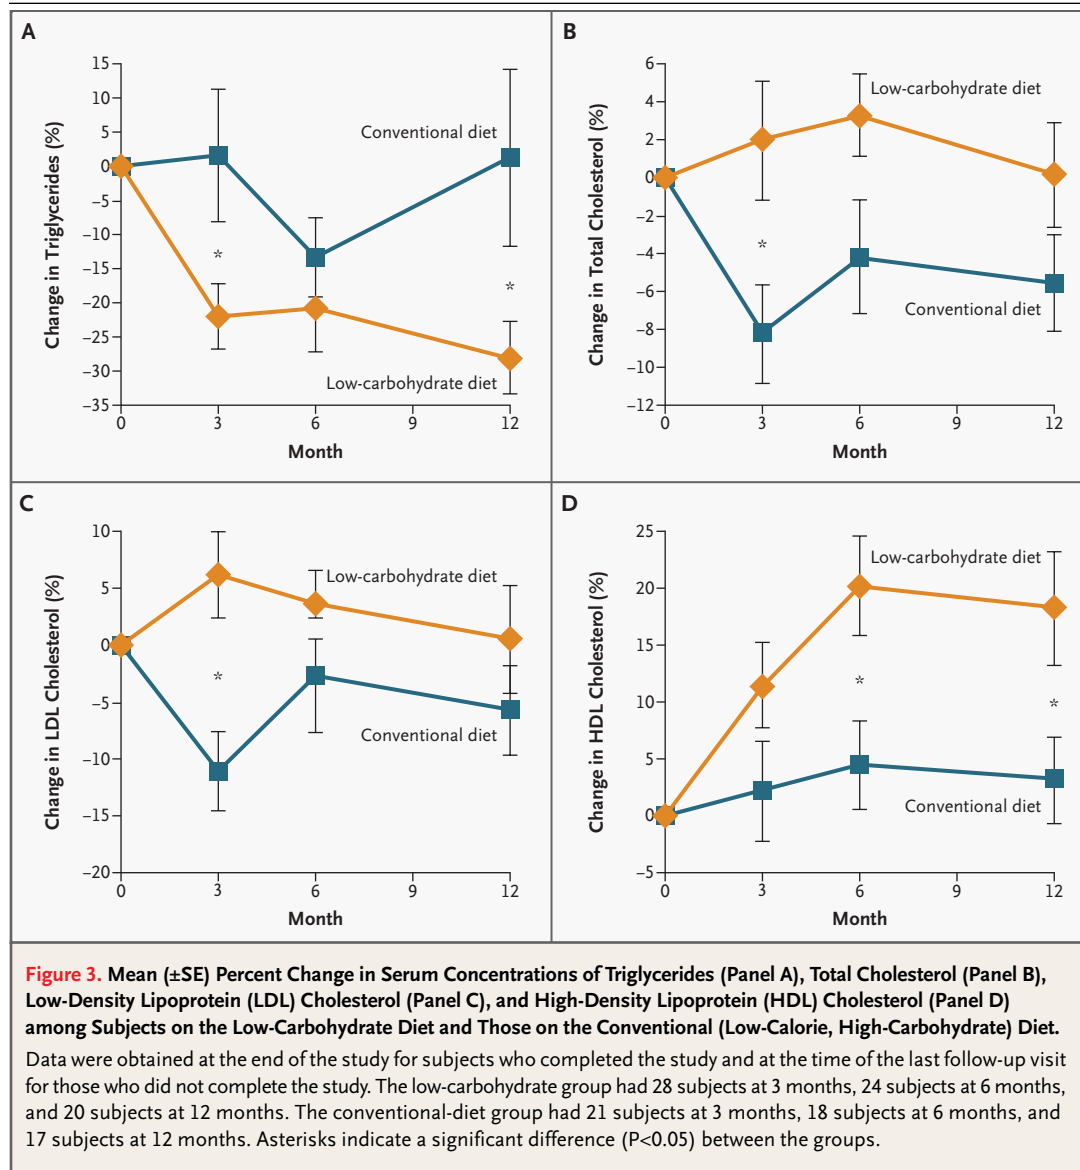 A
Change in Triglycerides (%)
15
10
5
0
−5
−10
−15
−20
−25
−30
−35
Conventional diet
*
*
Low-carbohydrate diet
0 3 6 9 12
Month
B
Change in Total Cholesterol (%)
6
4
2
0
−2
−4
−6
−8
−10
−12
Low-carbohydrate diet
*
Conventional diet
0 3 6 9 12
Month
C
Change in LDL Cholesterol (%)
10
5
0
−5
−10
−15
−20
Low-carbohydrate diet
*
Conventional diet
0 3 6 9 12
Month
D
Change in HDL Cholesterol (%)
25
20
15
10
5
0
−5
Low-carbohydrate diet
*
*
Conventional diet
0 3 6 9 12
Month
Figure 3. Mean (±SE) Percent Change in Serum Concentrations of Triglycerides (Panel A), Total Cholesterol (Panel B),
Low-Density Lipoprotein (LDL) Cholesterol (Panel C), and High-Density Lipoprotein (HDL) Cholesterol (Panel D)
among Subjects on the Low-Carbohydrate Diet and Those on the Conventional (Low-Calorie, High-Carbohydrate) Diet.
Data were obtained at the end of the study for subjects who completed the study and at the time of the last follow-up visit
for those who did not complete the study. The low-carbohydrate group had 28 subjects at 3 months, 24 subjects at 6 months,
and 20 subjects at 12 months. The conventional-diet group had 21 subjects at 3 months, 18 subjects at 6 months, and
17 subjects at 12 months. Asterisks indicate a significant difference (P<0.05) between the groups.